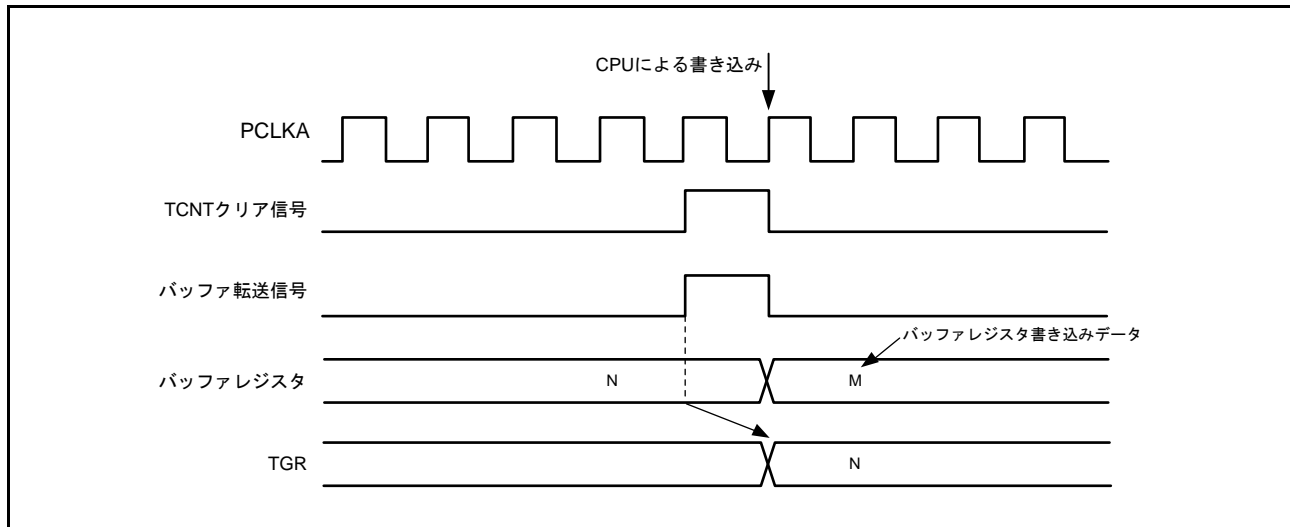 CPUによる書き込み
PCLKA
TCNTクリア信号
バッファ転送信号
バッファレジスタ書き込みデータ
バッファレジスタ
N
M
TGR
N